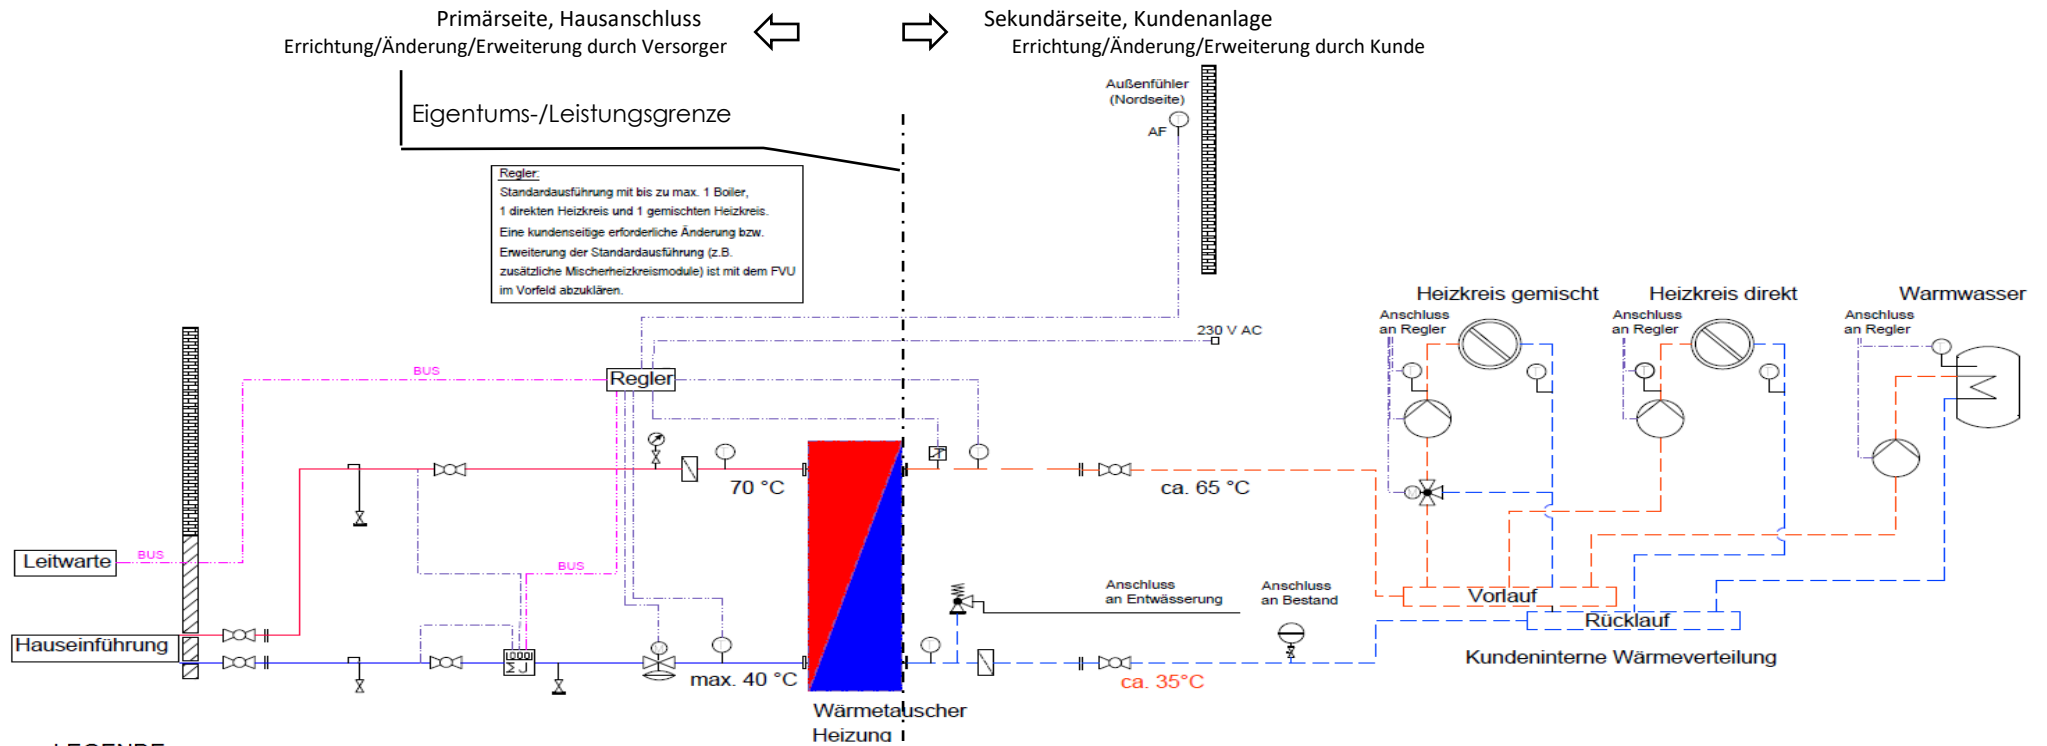 Primärseite, Hausanschluss
Errichtung/Änderung/Erweiterung durch Versorger
Sekundärseite, Kundenanlage
Errichtung/Änderung/Erweiterung durch Kunde
Eigentums-/Leistungsgrenze
Außenfühler
(Nordseite)
T
AF
Regler:
Standardausführung mit bis zu max. 1 Boiler,
1 direkten Heizkreis und 1 gemischten Heizkreis.
Eine kundenseitige erforderliche Änderung bzw.
Erweiterung der Standardausführung (z.B.
zusätzliche Mischerheizkreismodule) ist mit dem FVU
im Vorfeld abzuklären.
Heizkreis gemischt
Heizkreis direkt
Warmwasser
Anschluss
an Regler
Anschluss
an Regler
Anschluss
an Regler
230 V AC
BUS
Regler
T
T
T
T
T
T
T
70 °C
ca. 65 °C
M
Leitwarte
BUS
BUS
Anschluss
an Entwässerung
Anschluss
an Bestand
Vorlauf
Rücklauf
Hauseinführung
M
T
T
max. 40 °C
ca. 35°C
Kundeninterne Wärmeverteilung
Wärmetauscher
Heizung
LEGENDE